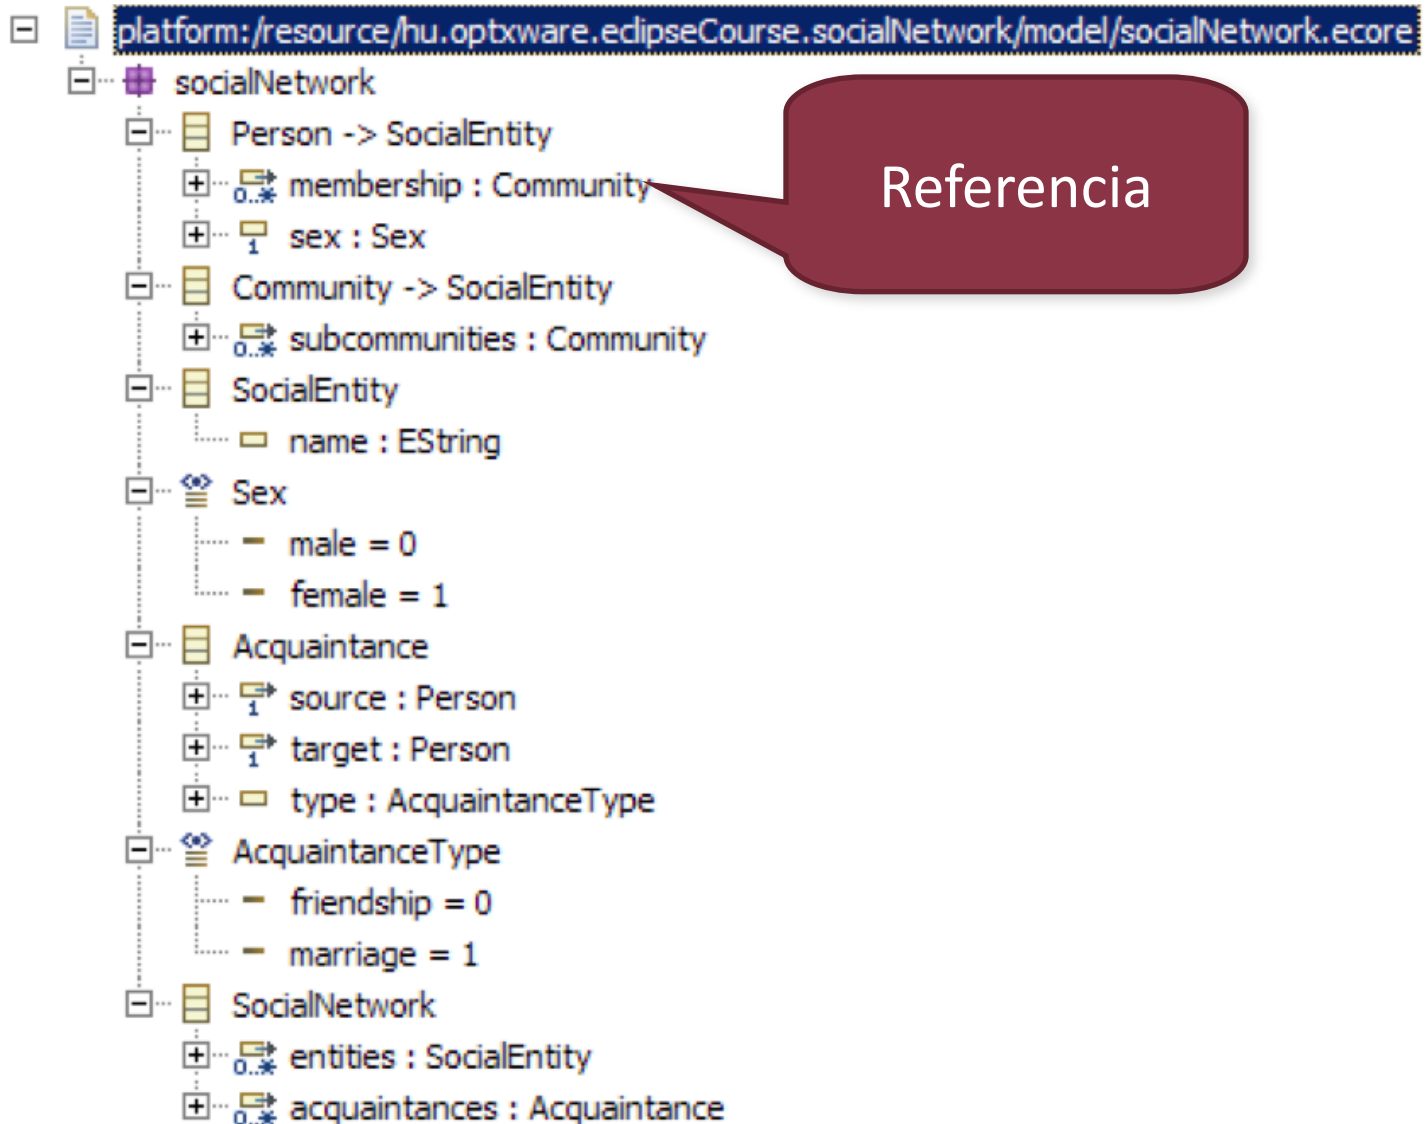 platform:/resource/hu.optxware.eclipseCourse.socialNetwork/model/socialNetwork.ecore
socialNetwork
Person -> SocialEntity
0..* membership : Community
Referencia
1 sex : Sex
Community -> SocialEntity
0..* subcommunities : Community
SocialEntity
name : EString
Sex
male = 0
female = 1
Acquaintance
1 source : Person
1 target : Person
type : AcquaintanceType
AcquaintanceType
friendship = 0
marriage = 1
SocialNetwork
0..* entities : SocialEntity
0..* acquaintances : Acquaintance